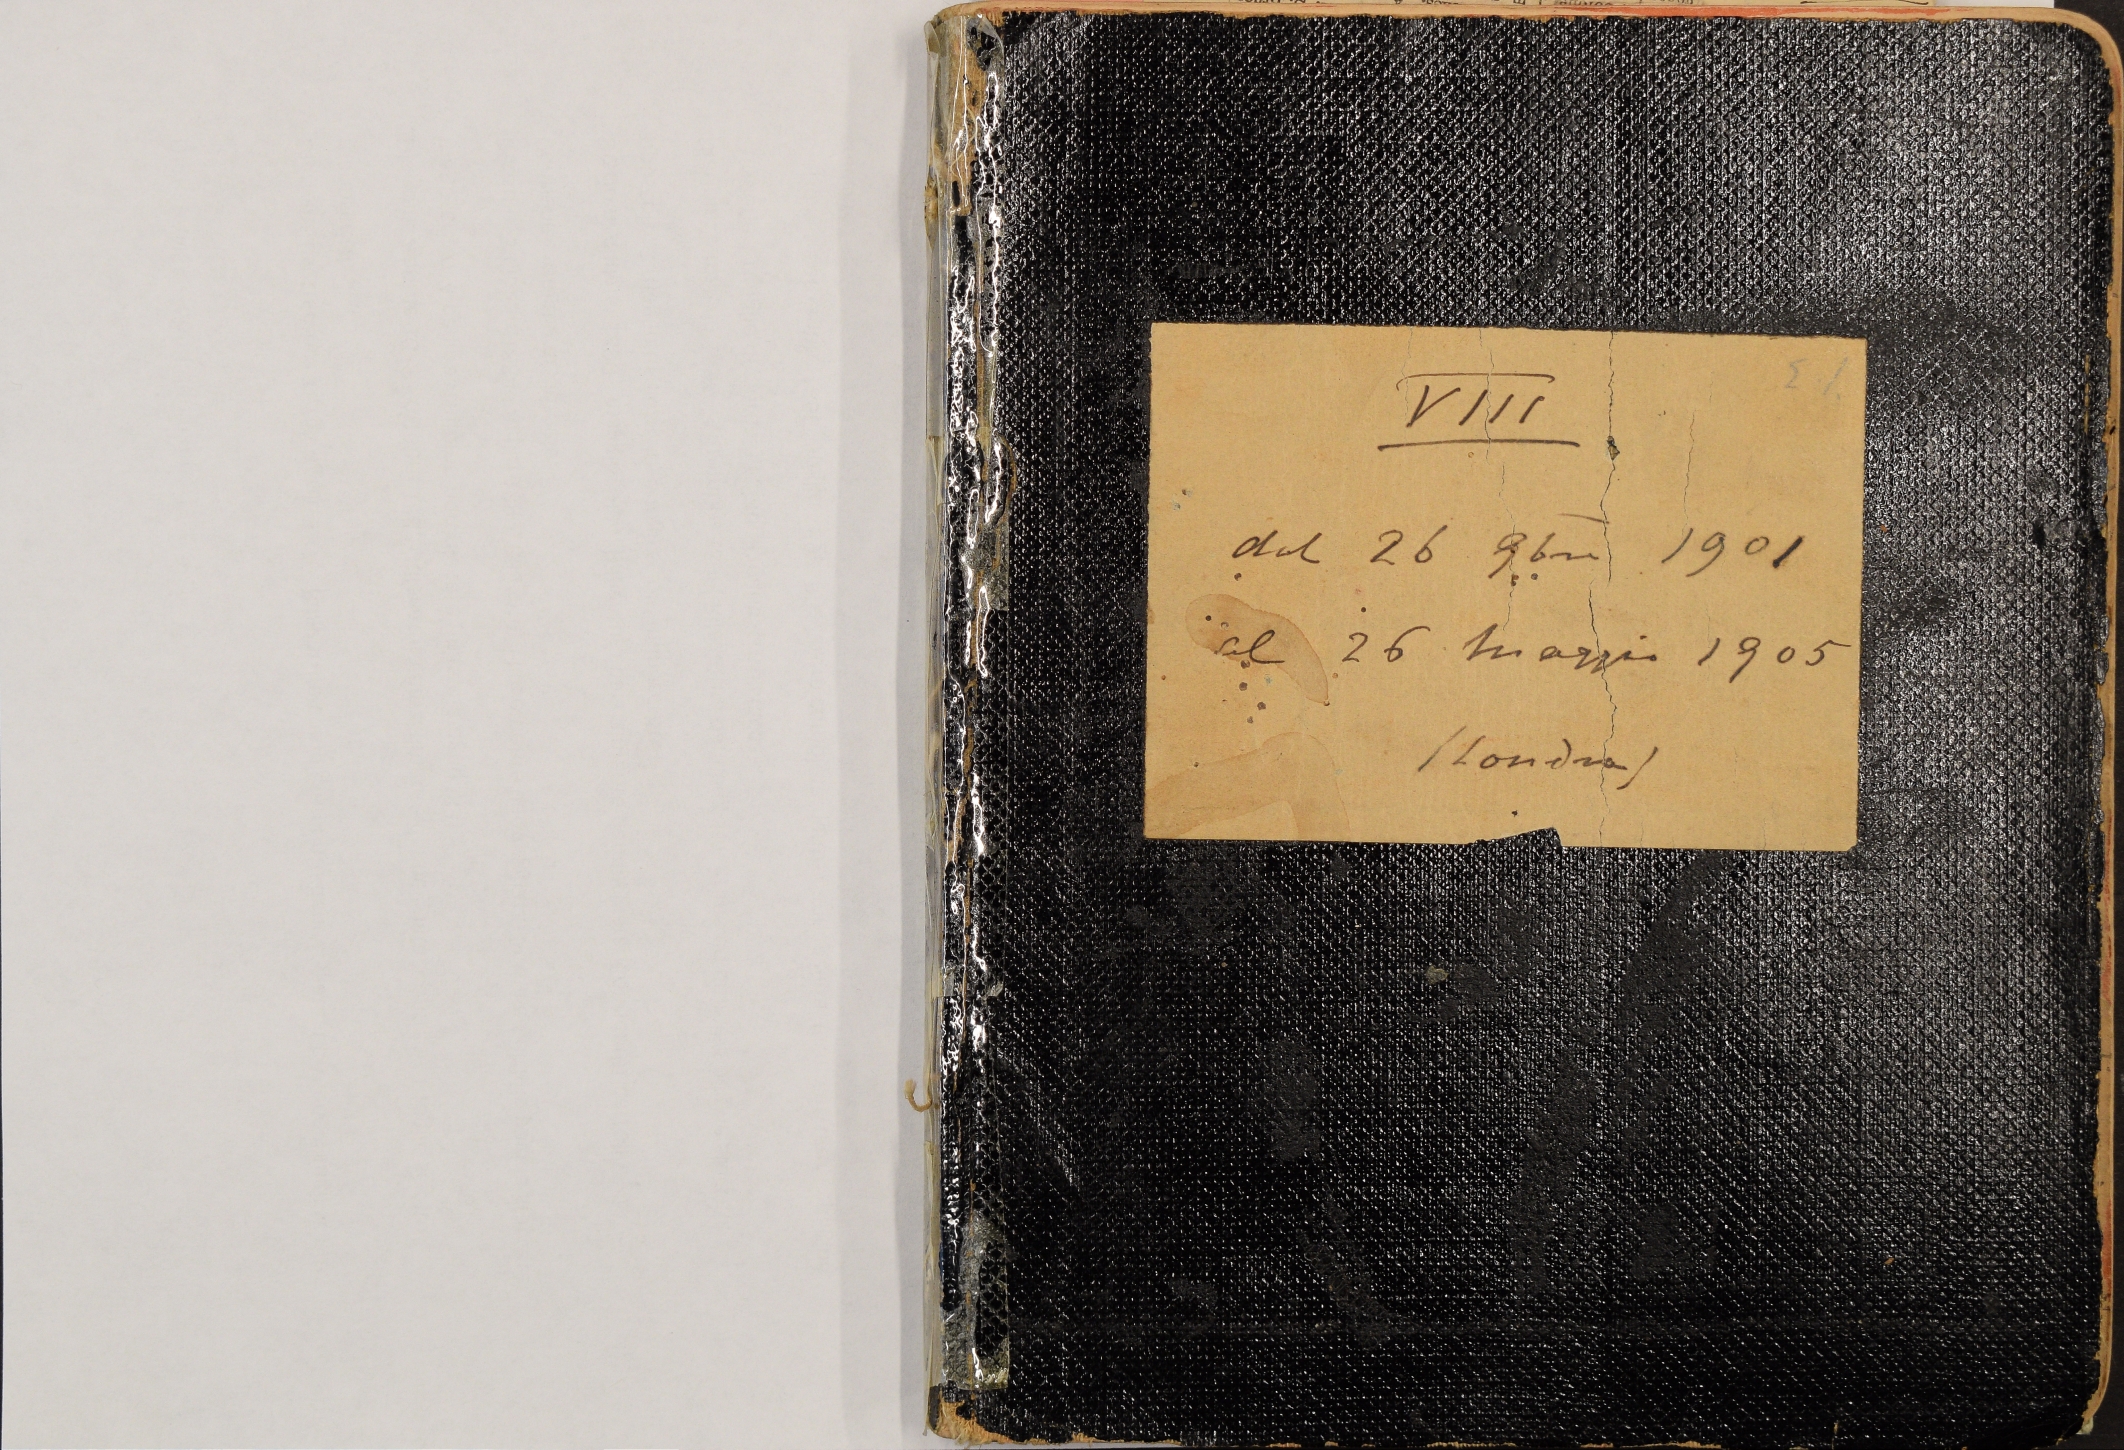 VIII
dal 26 9bre 1901
al 26 Maggio 1905
(Londra)